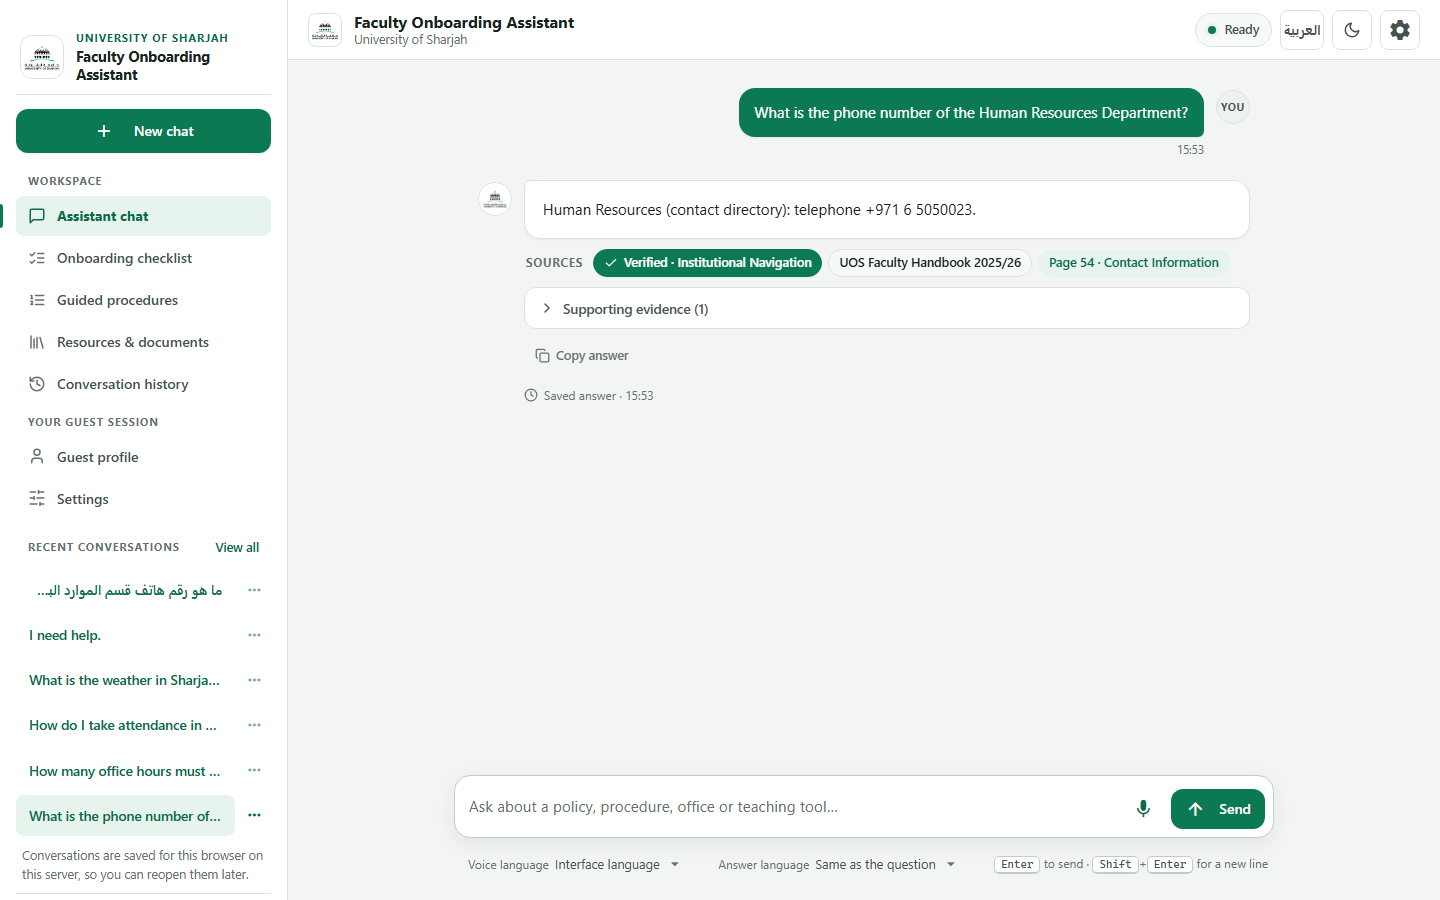 UNIVERSITY OF SHARJAH
Faculty Onboarding
Assistant
New chat
WORKSPACE
Assistant chat
Onboarding checklist
Guided procedures
Resources & documents
Conversation history
YOUR GUEST SESSION
Guest profile
Settings
RECENT CONVERSATIONS
View all
ما هو رقم هاتف قسم الموارد الب...
I need help.
What is the weather in Sharja...
How do I take attendance in ...
How many office hours must ...
What is the phone number of...
Conversations are saved for this browser on
this server, so you can reopen them later.
Faculty Onboarding Assistant
University of Sharjah
Ready
العربية
What is the phone number of the Human Resources Department?
YOU
15:53
Human Resources (contact directory): telephone +971 6 5050023.
SOURCES
Verified · Institutional Navigation
UOS Faculty Handbook 2025/26
Page 54 · Contact Information
Supporting evidence (1)
Copy answer
Saved answer · 15:53
Ask about a policy, procedure, office or teaching tool...
Send
Voice language Interface language
Answer language Same as the question
Enter to send · Shift + Enter for a new line